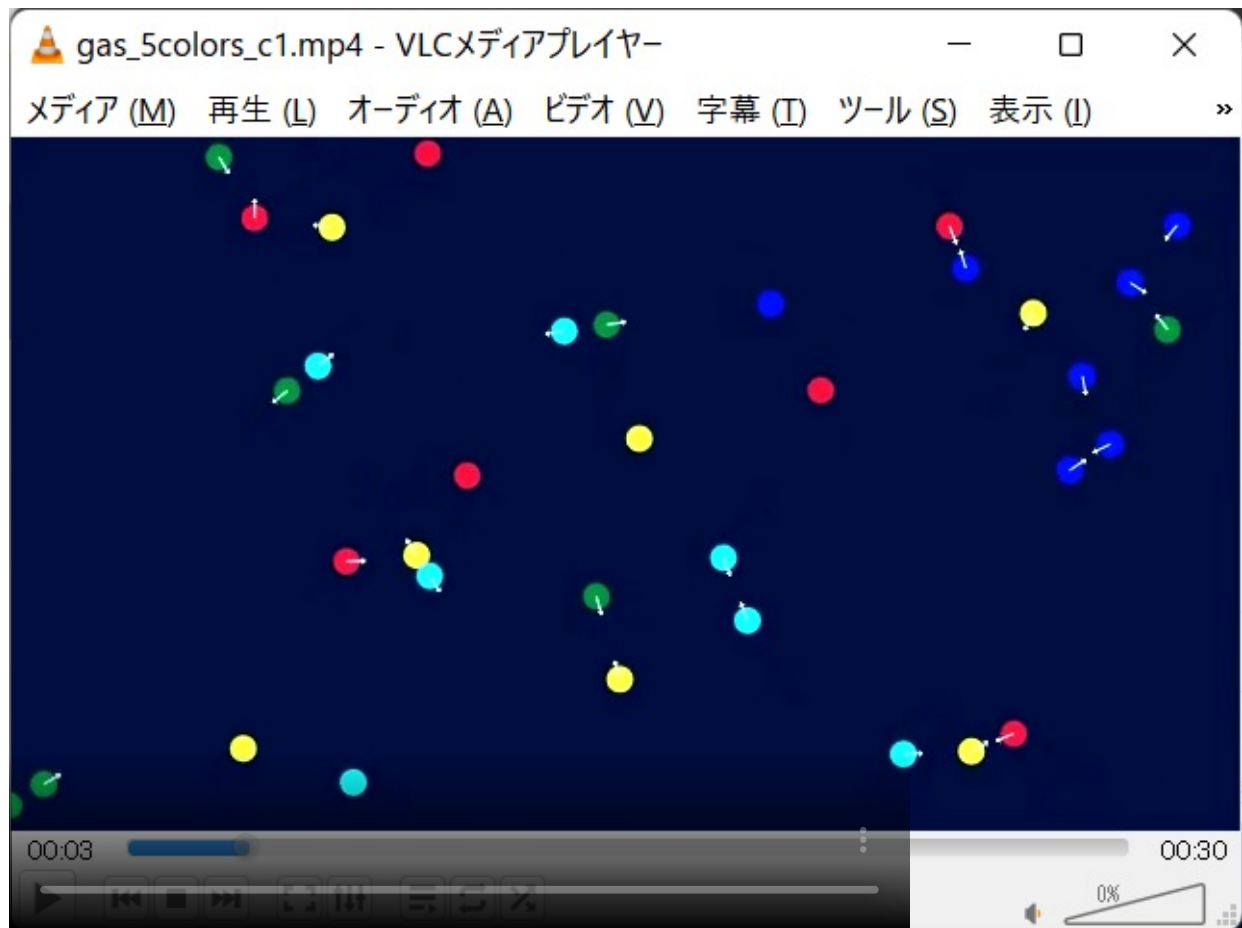 gas_5colors_c1.mp4 - VLCメディアプレイヤー
メディア (M) 再生 (L) オーディオ (A) ビデオ (V) 字幕 (T) ツール (S) 表示 (I) »
00:03 00:30
0%